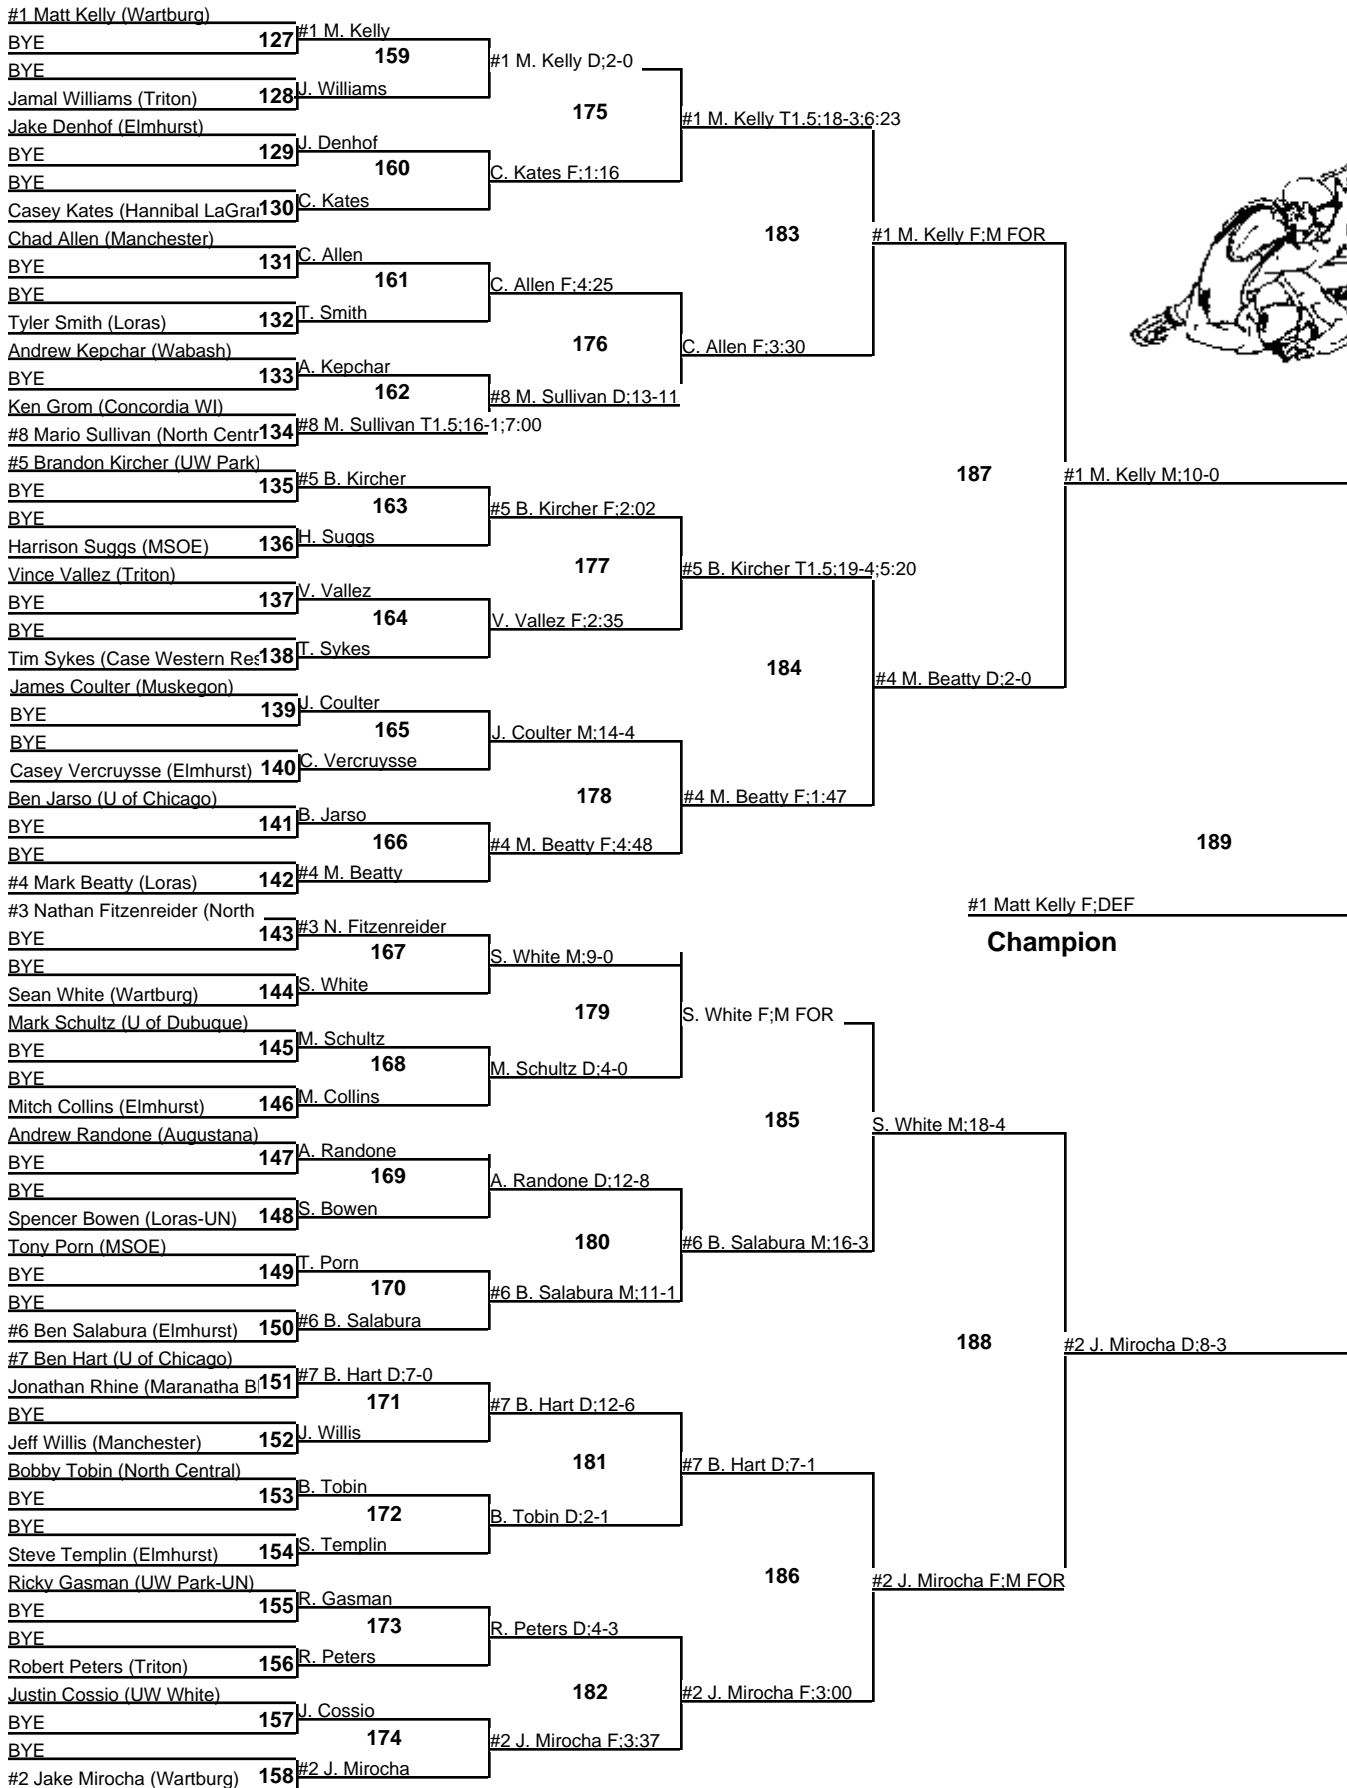 #1 Matt Kelly (Wartburg)
BYE
127
BYE
Jamal Williams (Triton)
128
Jake Denhof (Elmhurst)
BYE
129
BYE
Casey Kates (Hannibal LaGrar
130
Chad Allen (Manchester)
BYE
131
BYE
Tyler Smith (Loras)
132
Andrew Kepchar (Wabash)
BYE
133
Ken Grom (Concordia WI)
#8 Mario Sullivan (North Centr
134
#5 Brandon Kircher (UW Park)
BYE
135
BYE
Harrison Suggs (MSOE)
136
Vince Vallez (Triton)
BYE
137
BYE
Tim Sykes (Case Western Res
138
James Coulter (Muskegon)
BYE
139
BYE
Casey Vercruysse (Elmhurst)
140
Ben Jarso (U of Chicago)
BYE
141
BYE
#4 Mark Beatty (Loras)
142
#3 Nathan Fitzenreider (North
BYE
143
BYE
Sean White (Wartburg)
144
Mark Schultz (U of Dubuque)
BYE
145
BYE
Mitch Collins (Elmhurst)
146
Andrew Randone (Augustana)
BYE
147
BYE
Spencer Bowen (Loras-UN)
148
Tony Porn (MSOE)
BYE
149
BYE
#6 Ben Salabura (Elmhurst)
150
#7 Ben Hart (U of Chicago)
Jonathan Rhine (Maranatha B
151
BYE
Jeff Willis (Manchester)
152
Bobby Tobin (North Central)
BYE
153
BYE
Steve Templin (Elmhurst)
154
Ricky Gasman (UW Park-UN)
BYE
155
BYE
Robert Peters (Triton)
156
Justin Cossio (UW White)
BYE
157
BYE
#2 Jake Mirocha (Wartburg)
158
#1 M. Kelly
159
J. Williams
J. Denhof
160
C. Kates
C. Allen
161
T. Smith
A. Kepchar
162
#8 M. Sullivan T1.5;16-1;7:00
#5 B. Kircher
163
H. Suggs
V. Vallez
164
T. Sykes
J. Coulter
165
C. Vercruysse
B. Jarso
166
#4 M. Beatty
#3 N. Fitzenreider
167
S. White
M. Schultz
168
M. Collins
A. Randone
169
S. Bowen
T. Porn
170
#6 B. Salabura
#7 B. Hart D;7-0
171
J. Willis
B. Tobin
172
S. Templin
R. Gasman
173
R. Peters
J. Cossio
174
#2 J. Mirocha
#1 M. Kelly D;2-0
175
C. Kates F;1:16
C. Allen F;4:25
176
#8 M. Sullivan D;13-11
#5 B. Kircher F;2:02
177
V. Vallez F;2:35
J. Coulter M;14-4
178
#4 M. Beatty F;4:48
S. White M;9-0
179
M. Schultz D;4-0
A. Randone D;12-8
180
#6 B. Salabura M;11-1
#7 B. Hart D;12-6
181
B. Tobin D;2-1
R. Peters D;4-3
182
#2 J. Mirocha F;3:37
#1 M. Kelly T1.5;18-3;6:23
183
C. Allen F;3:30
#5 B. Kircher T1.5;19-4;5:20
184
#4 M. Beatty F;1:47
S. White F;M FOR
185
#6 B. Salabura M;16-3
#7 B. Hart D;7-1
186
#2 J. Mirocha F;3:00
#1 M. Kelly F;M FOR
187
#4 M. Beatty D;2-0
S. White M;18-4
188
#2 J. Mirocha F;M FOR
#1 M. Kelly M;10-0
189
#2 J. Mirocha D;8-3
#1 Matt Kelly F;DEF
Champion